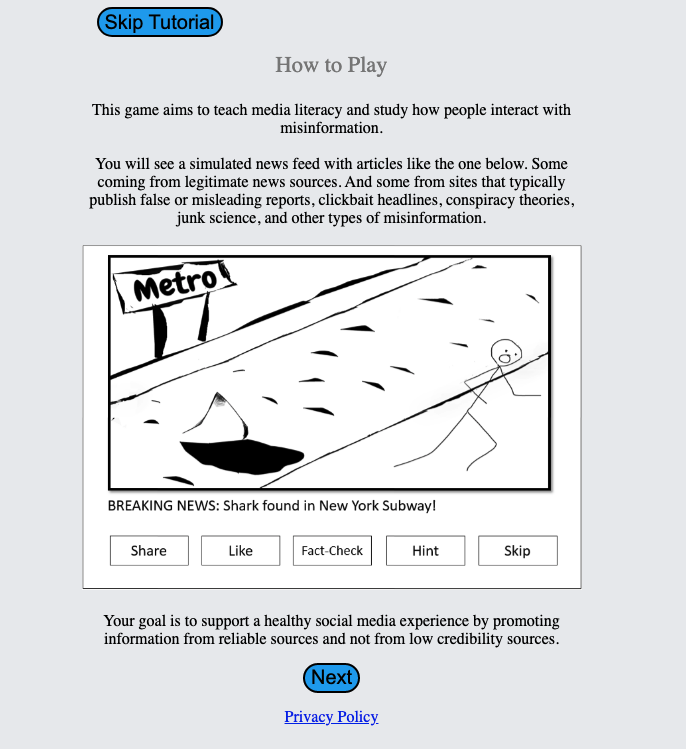 Skip Tutorial
How to Play
This game aims to teach media literacy and study how people interact with
misinformation.
You will see a simulated news feed with articles like the one below. Some
coming from legitimate news sources. And some from sites that typically
publish false or misleading reports, clickbait headlines, conspiracy theories,
junk science, and other types of misinformation.
Metro
BREAKING NEWS: Shark found in New York Subway!
Share Like Fact-Check Hint Skip
Your goal is to support a healthy social media experience by promoting
information from reliable sources and not from low credibility sources.
Next
Privacy Policy